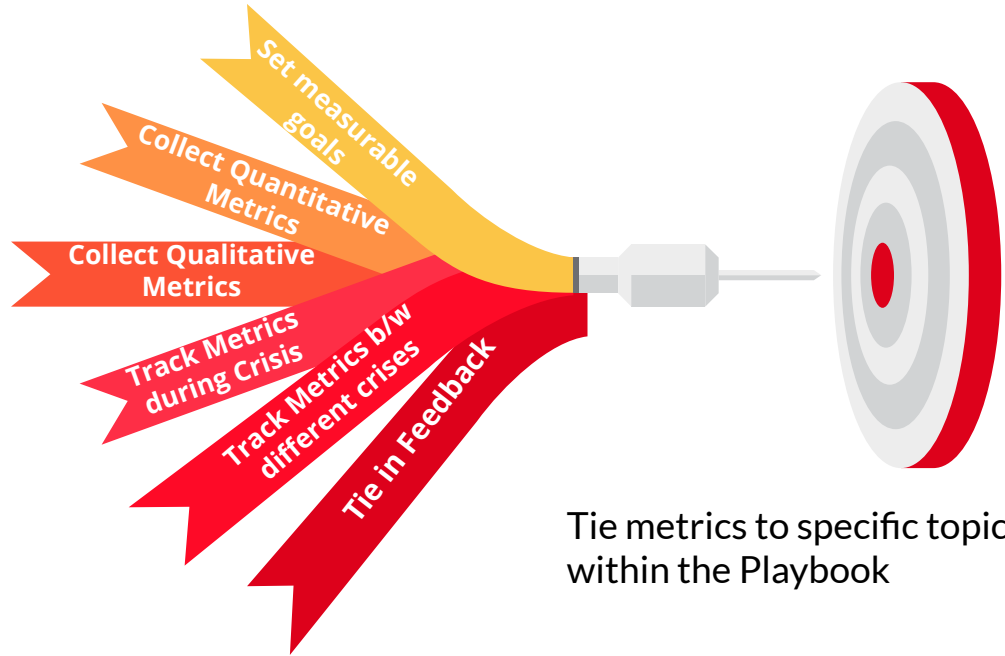 Set measurable
goals
Collect Quantitative
Metrics
Collect Qualitative
Metrics
Track Metrics
during Crisis
Track Metrics b/w
different crises
Tie in Feedback
Tie metrics to specific topic
within the Playbook